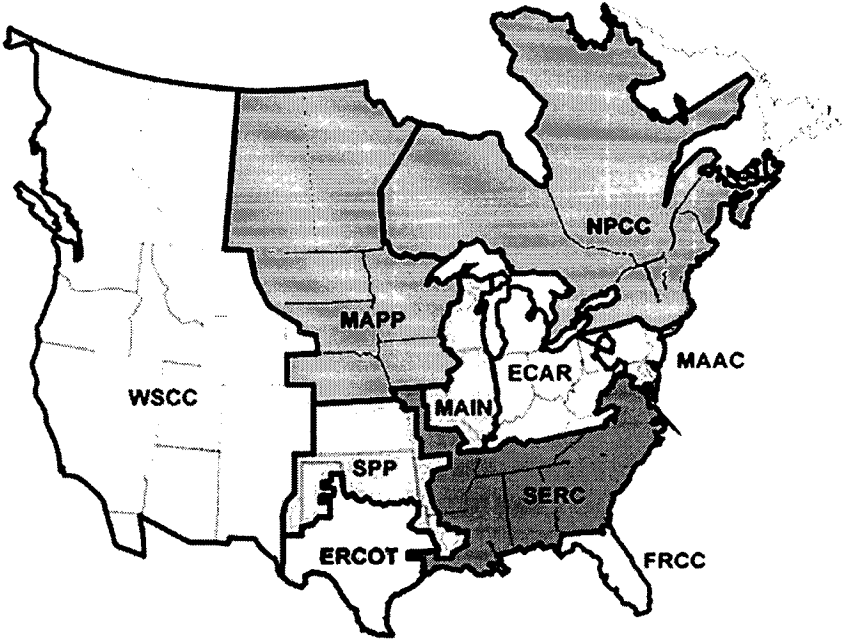 NPCC
MAPP
MAAC
ECAR
WSCC
MAIN
SPP
SERC
ERCOT
FRCC